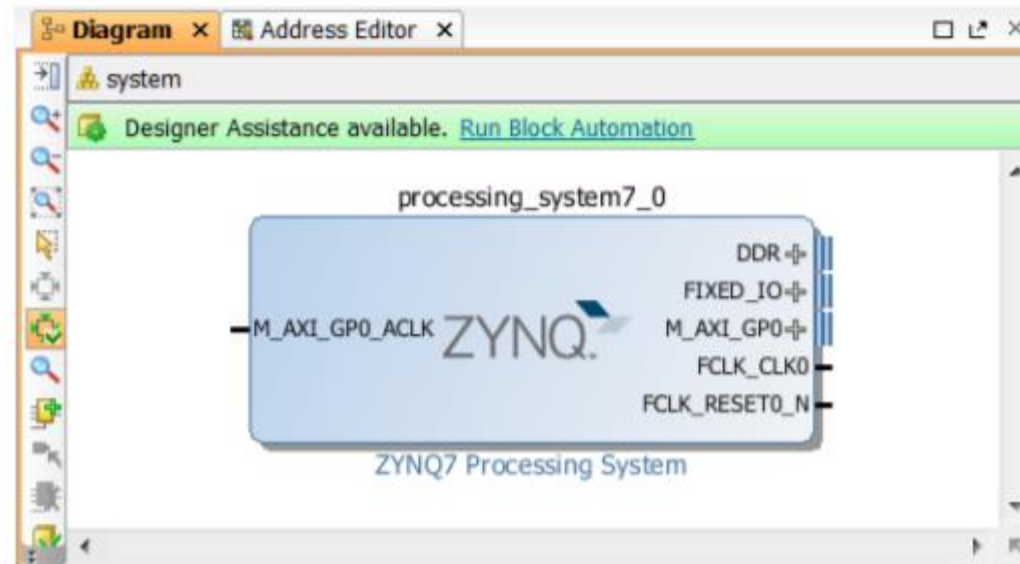 Diagram Address Editor
system
Designer Assistance available. Run Block Automation
processing_system7_0
DDR
FIXED_IO
M_AXI_GP0_ACLK ZYNQ. M_AXI_GP0
FCLK_CLK0
FCLK_RESET0_N
ZYNQ7 Processing System